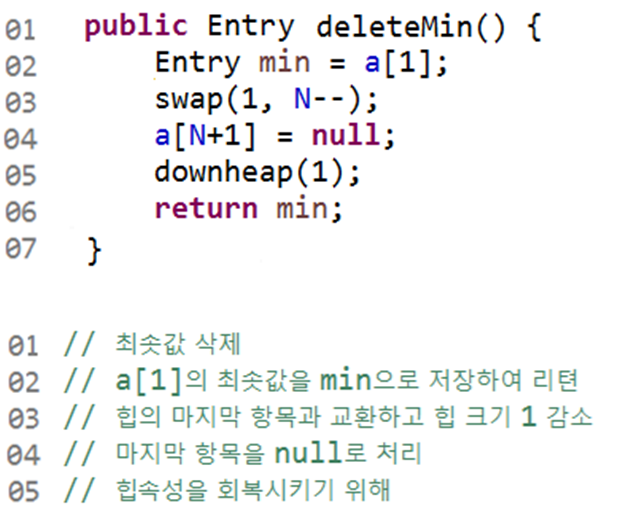 01 public Entry deleteMin() {
02 Entry min = a[1];
03 swap(1, N--);
04 a[N+1] = null;
05 downheap(1);
06 return min;
07 }
01 // 최솟값 삭제
02 // a[1]의 최솟값을 min으로 저장하여 리턴
03 // 힙의 마지막 항목과 교환하고 힙 크기 1 감소
04 // 마지막 항목을 null로 처리
05 // 힙속성을 회복시키기 위해